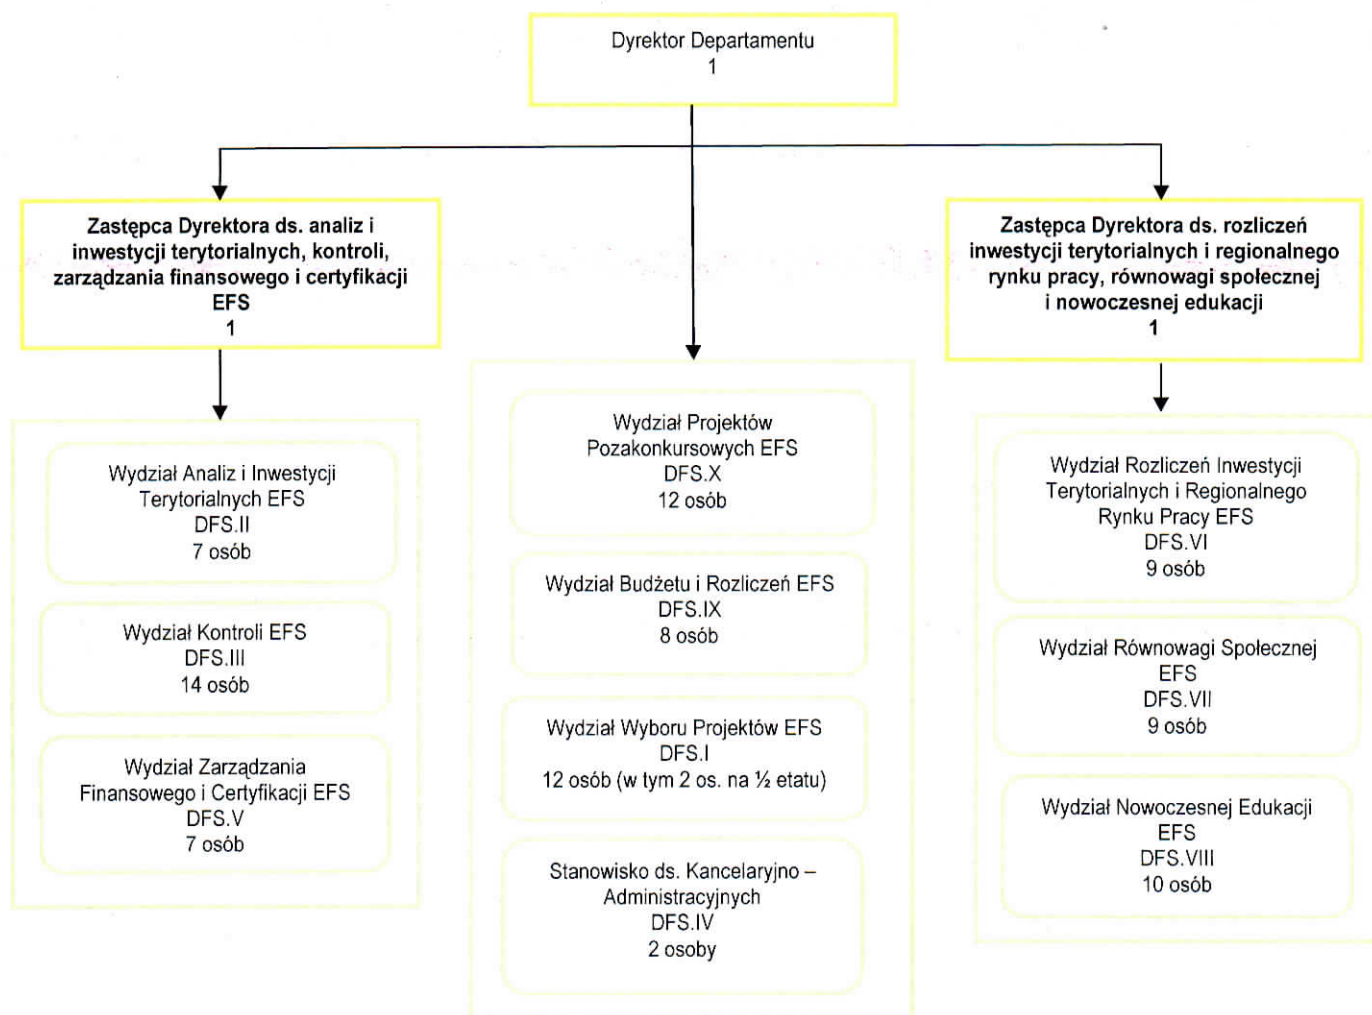 Dyrektor Departamentu
1
Zastępca Dyrektora ds. analiz i
inwestycji terytorialnych, kontroli,
zarządzania finansowego i certyfikacji
EFS
1
Wydział Analiz i Inwestycji
Terytorialnych EFS
DFS.II
7 osób
Wydział Kontroli EFS
DFS.III
14 osób
Wydział Zarządzania
Finansowego i Certyfikacji EFS
DFS.V
7 osób
Wydział Projektów
Pozakonkursowych EFS
DFS.X
12 osób
Wydział Budżetu i Rozliczeń EFS
DFS.IX
8 osób
Wydział Wyboru Projektów EFS
DFS.I
12 osób (w tym 2 os. na ½ etatu)
Stanowisko ds. Kancelaryjno –
Administracyjnych
DFS.IV
2 osoby
Zastępca Dyrektora ds. rozliczeń
inwestycji terytorialnych i regionalnego
rynku pracy, równowagi społecznej
i nowoczesnej edukacji
1
Wydział Rozliczeń Inwestycji
Terytorialnych i Regionalnego
Rynku Pracy EFS
DFS.VI
9 osób
Wydział Równowagi Społecznej
EFS
DFS.VII
9 osób
Wydział Nowoczesnej Edukacji
EFS
DFS.VIII
10 osób